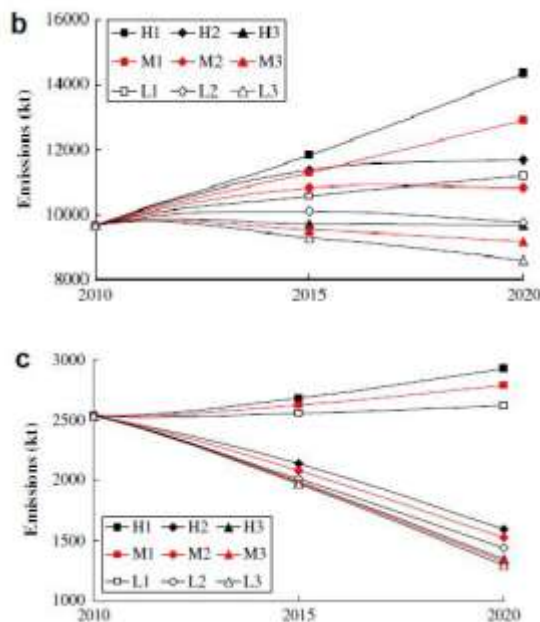 b
16000
14000
12000
10000
8000
Emissions (kt)
H1 H2 H3
M1 M2 M3
L1 L2 L3
2010 2015 2020
c
3000
2500
2000
1500
1000
Emissions (kt)
H1 H2 H3
M1 M2 M3
L1 L2 L3
2010 2015 2020